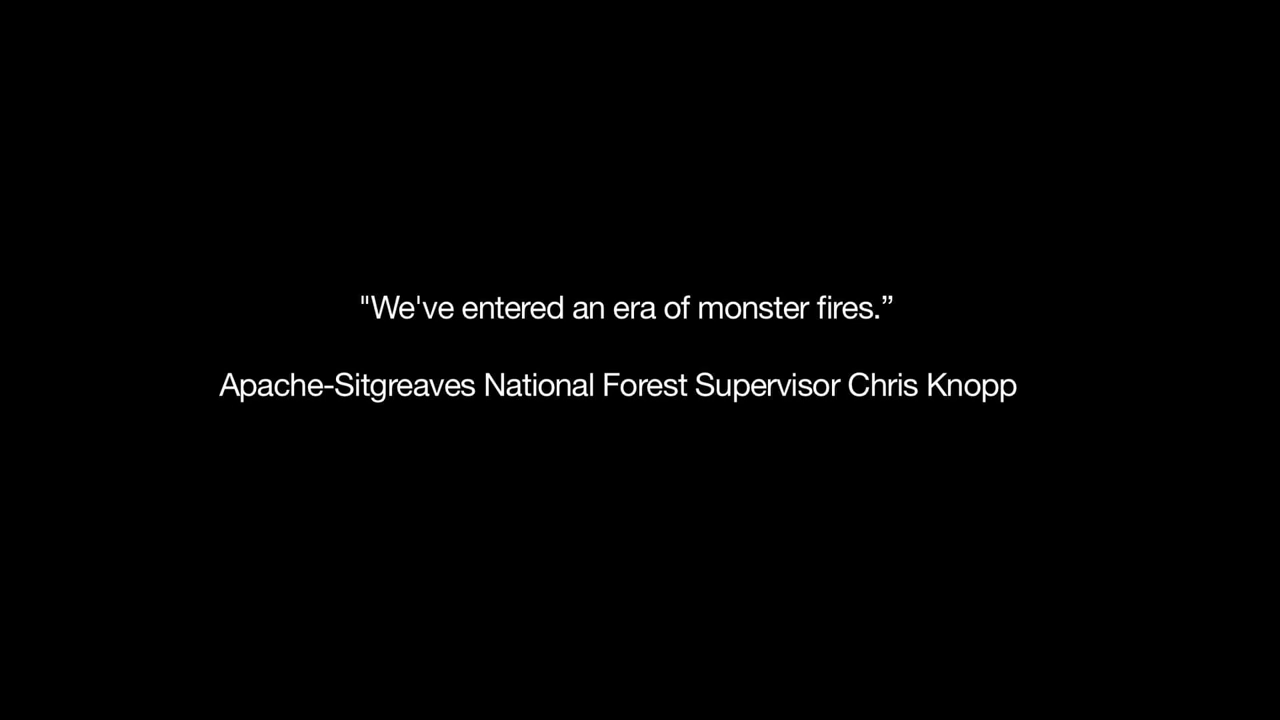 "We've entered an era of monster fires.”
Apache-Sitgreaves National Forest Supervisor Chris Knopp